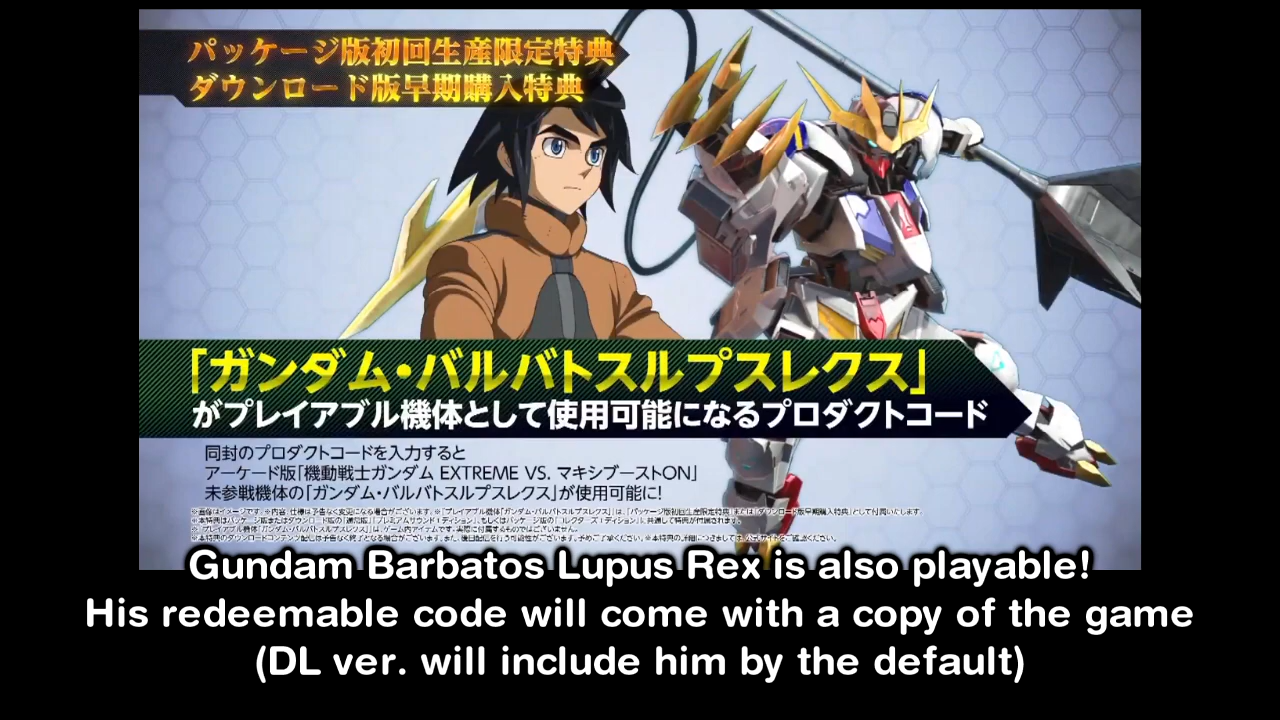 パッケージ版初回生産限定特典
ダウンロード版早期購入特典
「ガンダム・バルバトスルプスレクス」
がプレイアブル機体として使用可能になるプロダクトコード
同封のプロダクトコードを入力すると
アーケード版「機動戦士ガンダム EXTREME VS. マキシブーストON」
未参戦機体の「ガンダム・バルバトスルプスレクス」が使用可能に!
Gundam Barbatos Lupus Rex is also playable!
His redeemable code will come with a copy of the game
(DL ver. will include him by the default)